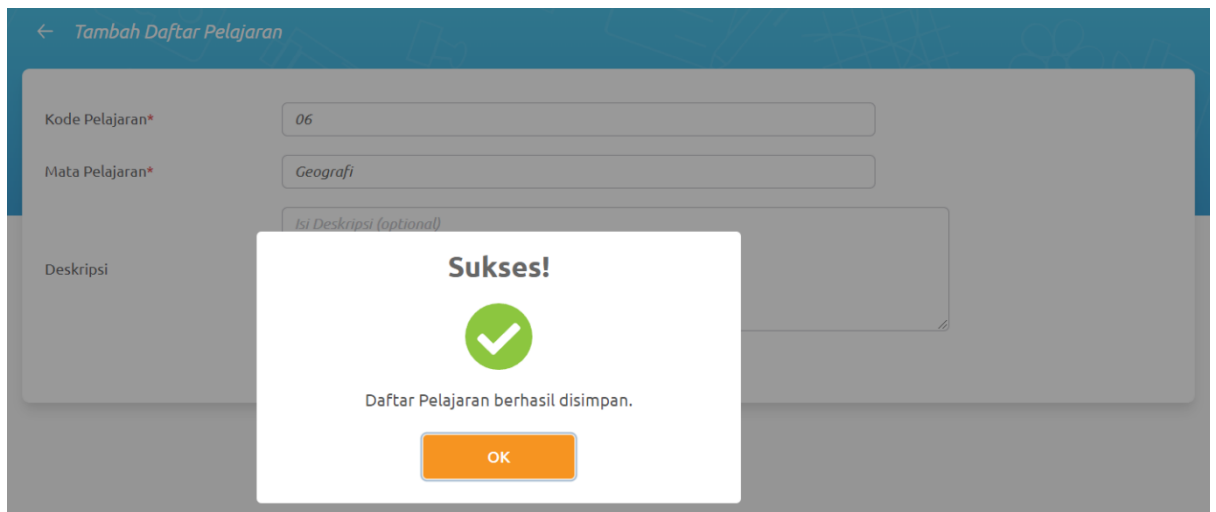 Tambah Daftar Pelajaran
Kode Pelajaran*
06
Mata Pelajaran*
Geografi
Isi Deskripsi (optional)
Deskripsi
Sukses!
Daftar Pelajaran berhasil disimpan.
OK